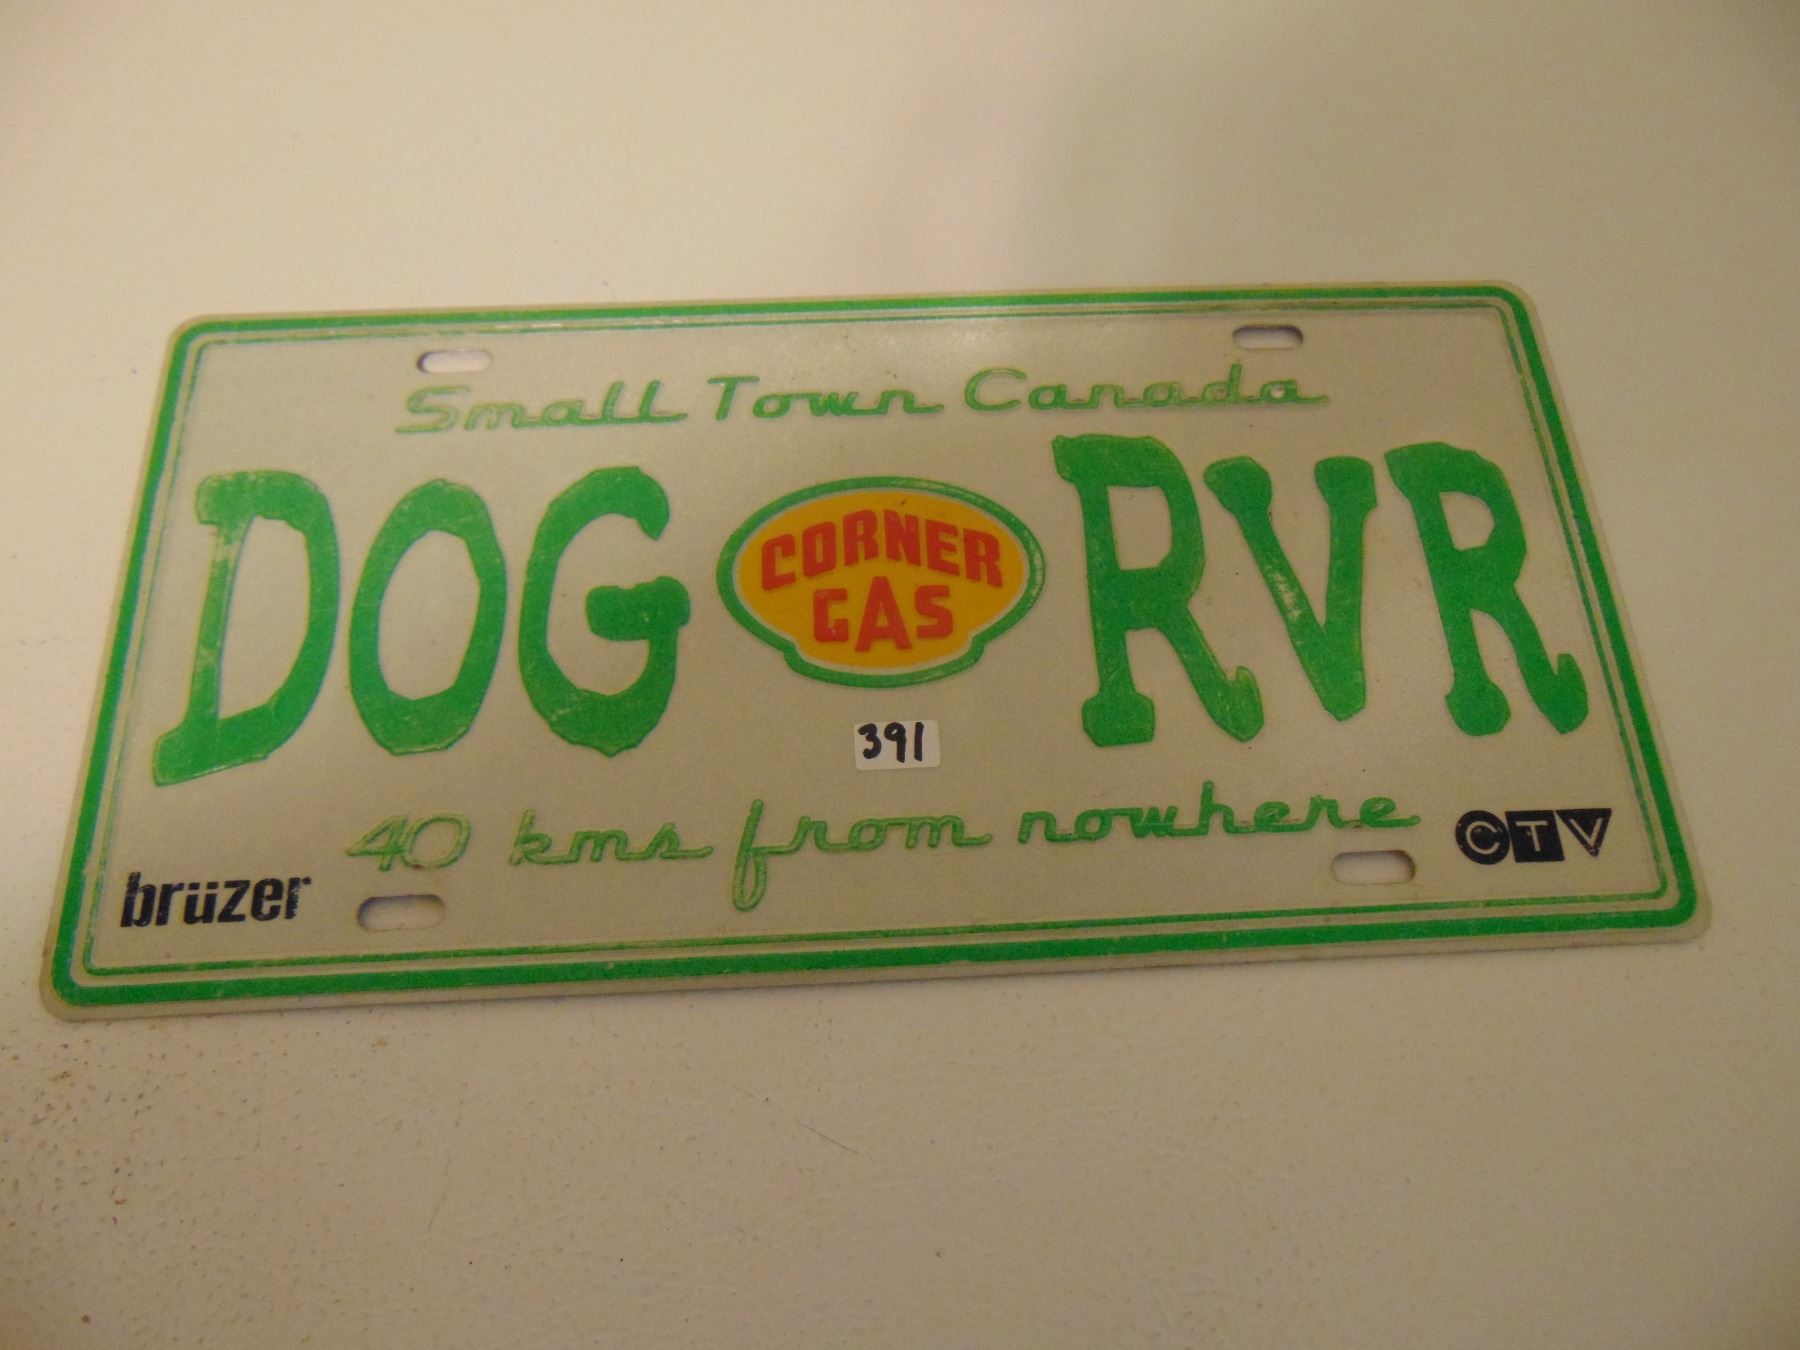 Small Town Canada
DOG CORNER GAS RVR
391
40 kms from nowhere
brüzer CTV